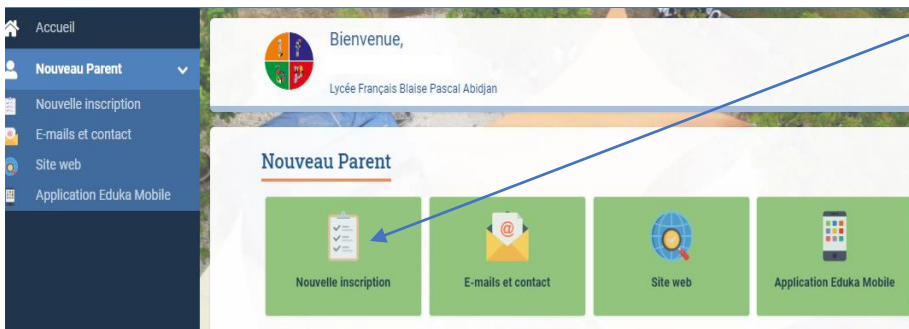 Accueil
Nouveau Parent
Nouvelle inscription
E-mails et contact
Site web
Application Eduka Mobile
Bienvenue,
Lycée Français Blaise Pascal Abidjan
Nouveau Parent
Nouvelle inscription
E-mails et contact
Site web
Application Eduka Mobile